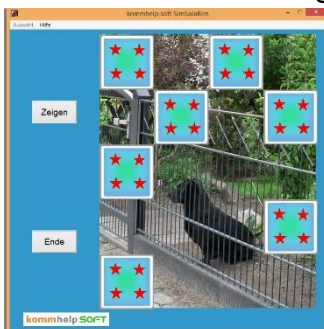 kommhelp soft SimSalaBim
Auswahl Hilfe
Zeigen
Ende
kommhelp SOFT